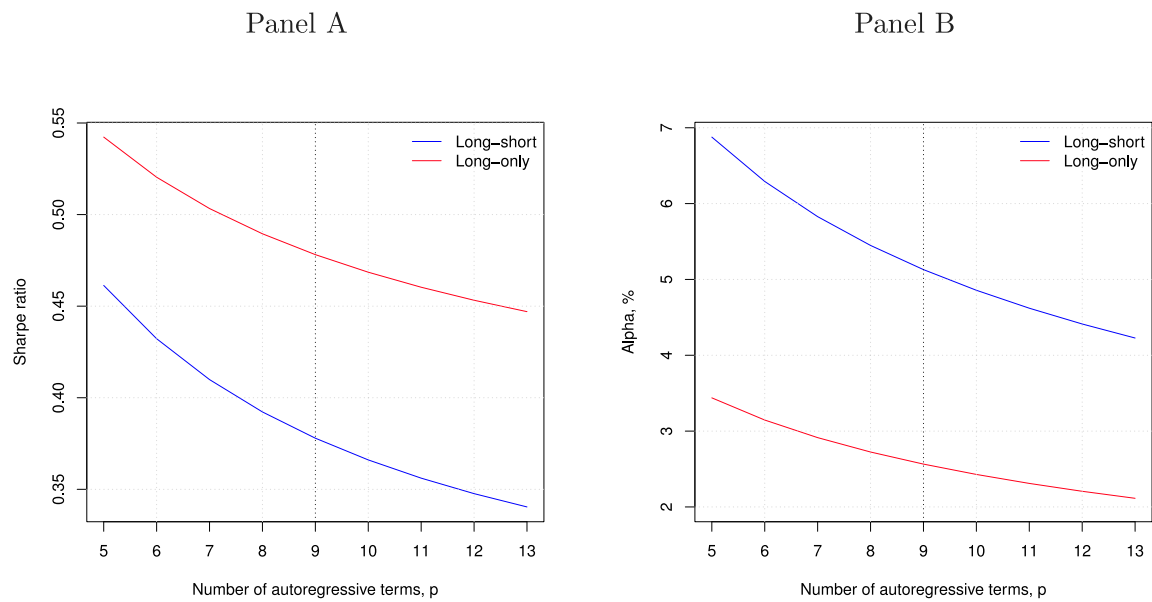 Panel A
Long-short
Long-only
Sharpe ratio
0.55
0.50
0.45
0.40
0.35
5 6 7 8 9 10 11 12 13
Number of autoregressive terms, p
Panel B
Long-short
Long-only
Alpha, %
7
6
5
4
3
2
5 6 7 8 9 10 11 12 13
Number of autoregressive terms, p